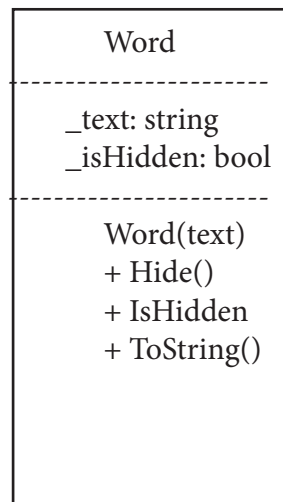 Word
_text: string
_isHidden: bool
Word(text)
+ Hide()
+ IsHidden
+ ToString()